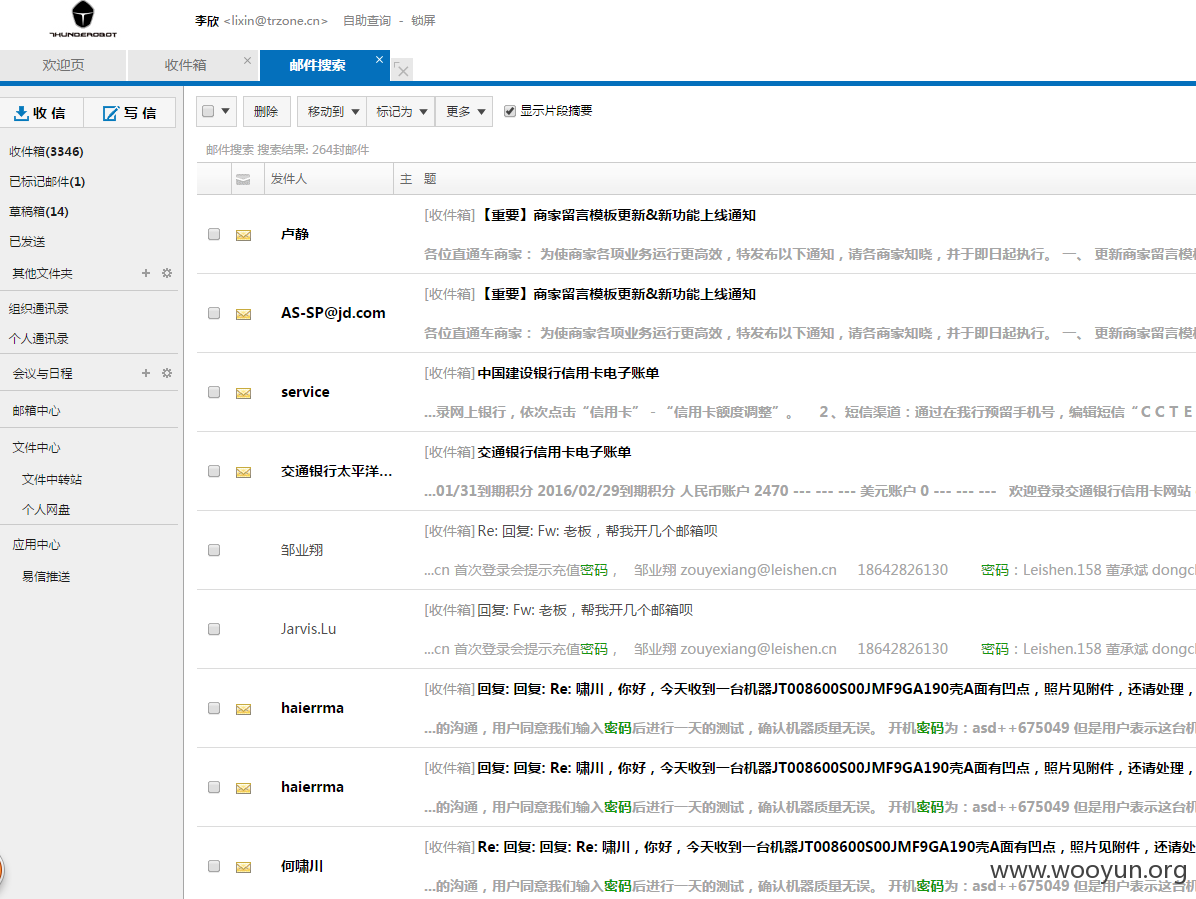 THUNDEROBOT
李欣 <lixin@trzone.cn> 自助查询 - 锁屏
欢迎页 收件箱 邮件搜索
收 信 写 信
删除 移动到 标记为 更多 显示片段摘要
收件箱(3346)
已标记邮件(1)
草稿箱(14)
已发送
其他文件夹
组织通讯录
个人通讯录
会议与日程
邮箱中心
文件中心
文件中转站
个人网盘
应用中心
易信推送
邮件搜索 搜索结果: 264封邮件
发件人 主 题
卢静
[收件箱] 【重要】商家留言模板更新&新功能上线通知
各位直通车商家： 为使商家各项业务运行更高效，特发布以下通知，请各商家知晓，并于即日起执行。 一、 更新商家留言模
AS-SP@jd.com
[收件箱] 【重要】商家留言模板更新&新功能上线通知
各位直通车商家： 为使商家各项业务运行更高效，特发布以下通知，请各商家知晓，并于即日起执行。 一、 更新商家留言模
service
[收件箱] 中国建设银行信用卡电子账单
...录网上银行，依次点击“信用卡” -“信用卡额度调整”。 2、短信渠道：通过在我行预留手机号，编辑短信“C C T E
交通银行太平洋...
[收件箱] 交通银行信用卡电子账单
...01/31到期积分 2016/02/29到期积分 人民币账户 2470 --- --- --- 美元账户 0 --- --- --- 欢迎登录交通银行信用卡网站
邹业翔
[收件箱] Re: 回复: Fw: 老板，帮我开几个邮箱呗
...cn 首次登录会提示充值密码， 邹业翔 zouyexiang@leishen.cn 18642826130 密码：Leishen.158 董承斌 dongcl
Jarvis.Lu
[收件箱] 回复: Fw: 老板，帮我开几个邮箱呗
...cn 首次登录会提示充值密码， 邹业翔 zouyexiang@leishen.cn 18642826130 密码：Leishen.158 董承斌 dongcl
haierrma
[收件箱] 回复: 回复: Re: 啸川，你好，今天收到一台机器JT008600S00JMF9GA190壳A面有凹点，照片见附件，还请处理，
...的沟通，用户同意我们输入密码后进行一天的测试，确认机器质量无误。 开机密码为：asd++675049 但是用户表示这台机
haierrma
[收件箱] 回复: 回复: Re: 啸川，你好，今天收到一台机器JT008600S00JMF9GA190壳A面有凹点，照片见附件，还请处理，
...的沟通，用户同意我们输入密码后进行一天的测试，确认机器质量无误。 开机密码为：asd++675049 但是用户表示这台机
何啸川
[收件箱] Re: 回复: 回复: Re: 啸川，你好，今天收到一台机器JT008600S00JMF9GA190壳A面有凹点，照片见附件，还请处
...的沟通，用户同意我们输入密码后进行一天的测试，确认机器质量无误。 开机密码为：asd++675049 但是用户表示这台机
www.wooyun.org